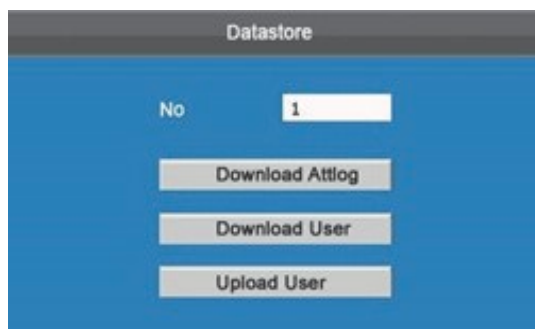 Datastore
No 1
Download Attlog
Download User
Upload User